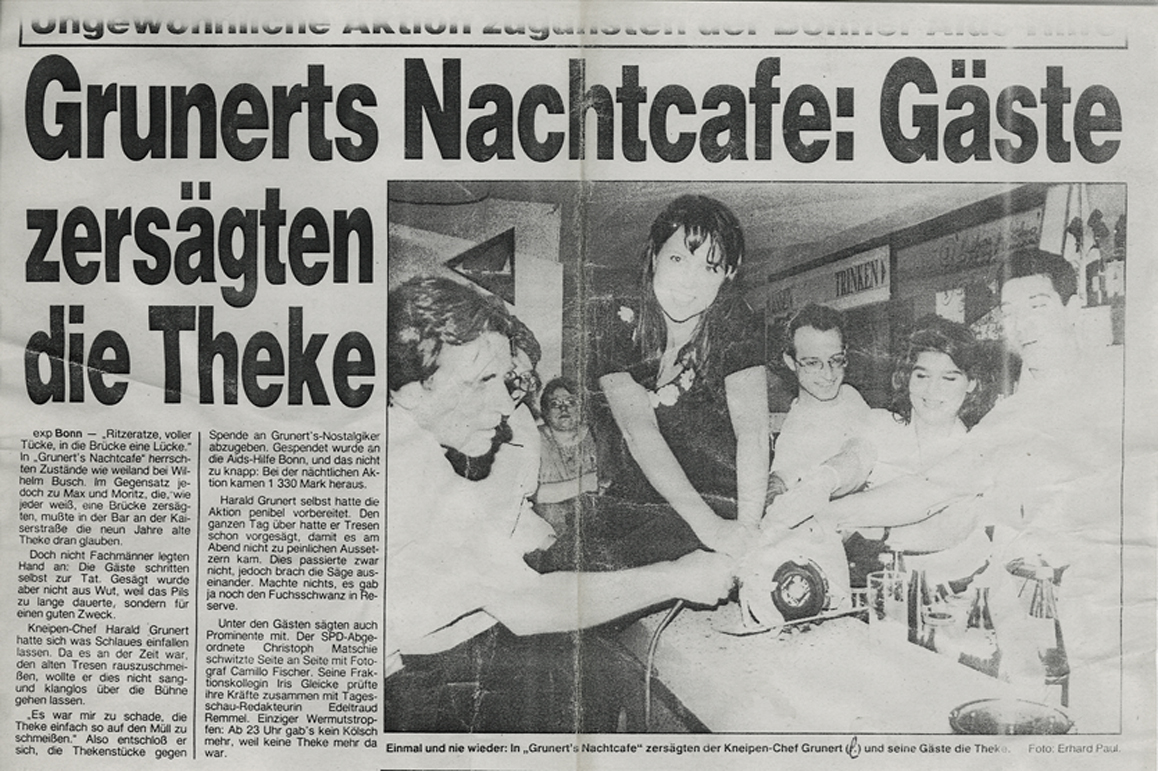 Ungewöhnliche Aktion zugunsten der Bonner Aids-Hilfe
Grunerts Nachtcafe: Gäste
zersägten
die Theke
exp Bonn — „Ritzeratze, voller
Tücke, in die Brücke eine Lücke.“
In „Grunert's Nachtcafe“ herrsch-
ten Zustände wie weiland bei Wil-
helm Busch. Im Gegensatz je-
doch zu Max und Moritz, die, wie
jeder weiß, eine Brücke zersäg-
ten, mußte in der Bar an der Kai-
serstraße die neun Jahre alte
Theke dran glauben.
Doch nicht Fachmänner legten
Hand an: Die Gäste schritten
selbst zur Tat. Gesägt wurde
aber nicht aus Wut, weil das Pils
zu lange dauerte, sondern für
einen guten Zweck.
Kneipen-Chef Harald Grunert
hatte sich was Schlaues einfallen
lassen. Da es an der Zeit war,
den alten Tresen rauszuschmei-
ßen, wollte er dies nicht sang-
und klanglos über die Bühne
gehen lassen.
„Es war mir zu schade, die
Theke einfach so auf den Müll zu
schmeißen.“ Also entschloß er
sich, die Thekenstücke gegen
Spende an Grunert's-Nostalgiker
abzugeben. Gespendet wurde an
die Aids-Hilfe Bonn, und das nicht
zu knapp: Bei der nächtlichen Ak-
tion kamen 1 330 Mark heraus.
Harald Grunert selbst hatte die
Aktion penibel vorbereitet. Den
ganzen Tag über hatte er Tresen
schon vorgesägt, damit es am
Abend nicht zu peinlichen Ausset-
zern kam. Dies passierte zwar
nicht, jedoch brach die Säge aus-
einander. Machte nichts, es gab
ja noch den Fuchsschwanz in Re-
serve.
Unter den Gästen sägten auch
Prominente mit. Der SPD-Abge-
ordnete Christoph Matschie
schwitzte Seite an Seite mit Foto-
graf Camillo Fischer. Seine Frak-
tionskollegin Iris Gleicke prüfte
ihre Kräfte zusammen mit Tages-
schau-Redakteurin Edeltraud
Remmel. Einziger Wermutstrop-
fen: Ab 23 Uhr gab's kein Kölsch
mehr, weil keine Theke mehr da
war.
TRINKEN
Einmal und nie wieder: In „Grunert's Nachtcafe“ zersägten der Kneipen-Chef Grunert (l.) und seine Gäste die Theke. Foto: Erhard Paul.